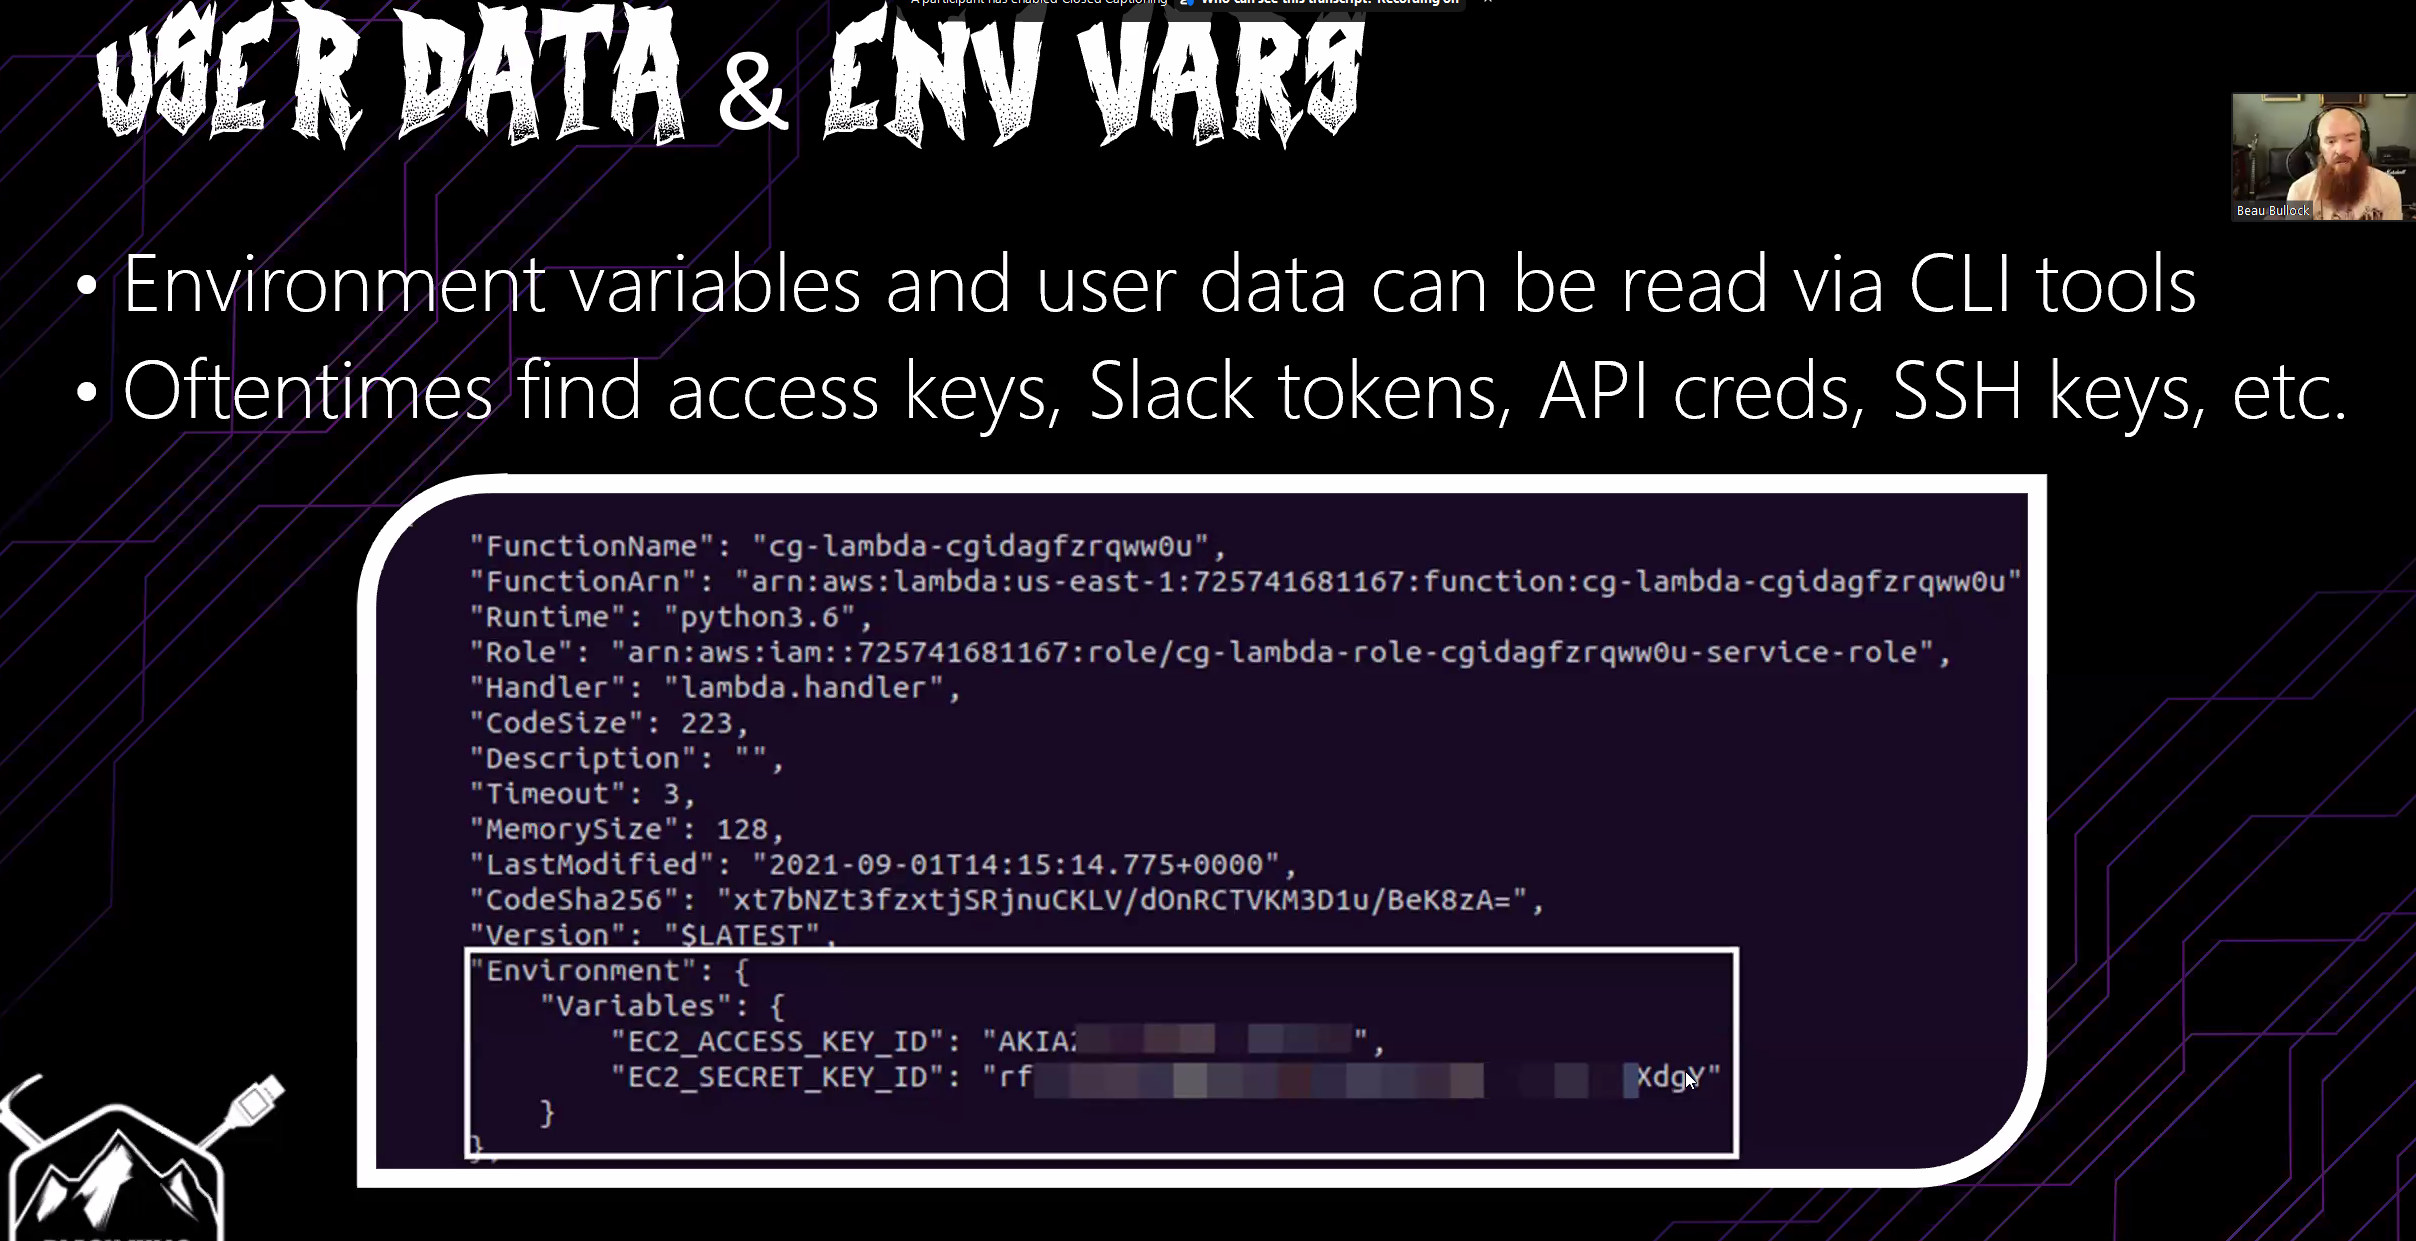 A participant has enabled Closed Captioning Who can see this transcript? Recording on
USER DATA & ENV VARS
Beau Bullock
• Environment variables and user data can be read via CLI tools
• Oftentimes find access keys, Slack tokens, API creds, SSH keys, etc.
"FunctionName": "cg-lambda-cgidagfzrqww0u",
"FunctionArn": "arn:aws:lambda:us-east-1:725741681167:function:cg-lambda-cgidagfzrqww0u"
"Runtime": "python3.6",
"Role": "arn:aws:iam::725741681167:role/cg-lambda-role-cgidagfzrqww0u-service-role",
"Handler": "lambda.handler",
"CodeSize": 223,
"Description": "",
"Timeout": 3,
"MemorySize": 128,
"LastModified": "2021-09-01T14:15:14.775+0000",
"CodeSha256": "xt7bNZt3fzxtjSRjnuCKLV/dOnRCTVKM3D1u/BeK8zA=",
"Version": "$LATEST",
"Environment": {
"Variables": {
"EC2_ACCESS_KEY_ID": "AKIA",
"EC2_SECRET_KEY_ID": "rf XdgY"
}
},